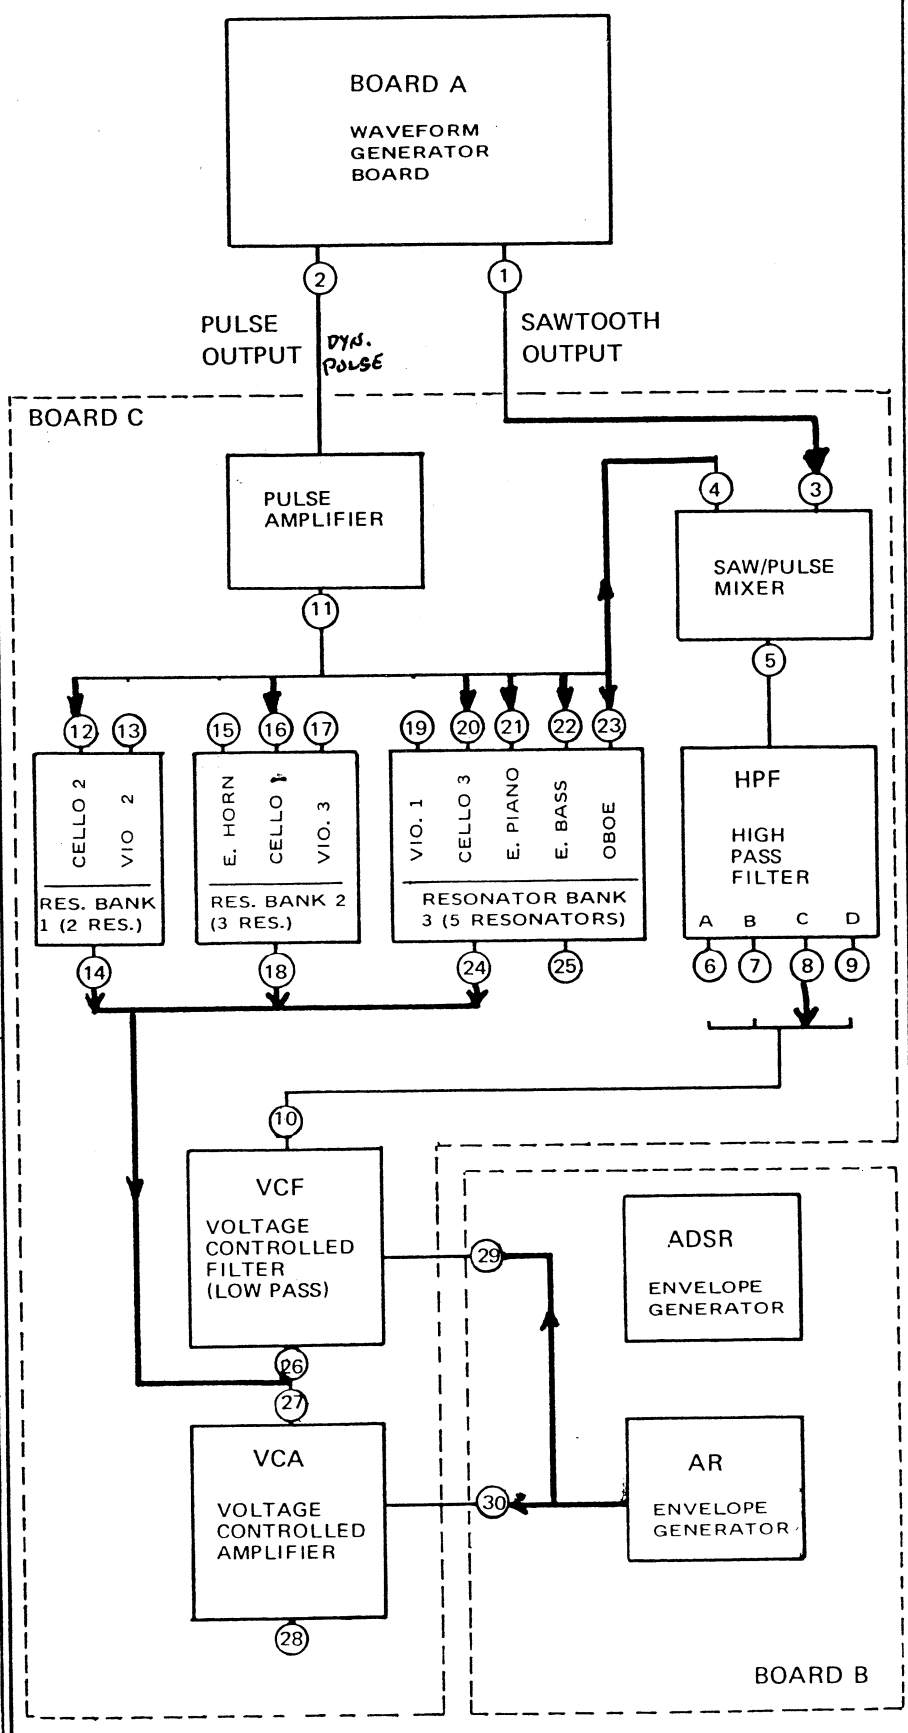 BOARD A
WAVEFORM
GENERATOR
BOARD
2
1
PULSE
OUTPUT
DYN.
PULSE
SAWTOOTH
OUTPUT
BOARD C
PULSE
AMPLIFIER
4
3
SAW/PULSE
MIXER
11
5
12
13
15
16
17
19
20
21
22
23
CELLO 2
VIO 2
E. HORN
CELLO 1
VIO. 3
VIO. 1
CELLO 3
E. PIANO
E. BASS
OBOE
RES. BANK
1 (2 RES.)
RES. BANK 2
(3 RES.)
RESONATOR BANK
3 (5 RESONATORS)
HPF
HIGH
PASS
FILTER
A B C D
14
18
24
25
6
7
8
9
10
VCF
VOLTAGE
CONTROLLED
FILTER
(LOW PASS)
29
ADSR
ENVELOPE
GENERATOR
26
27
VCA
VOLTAGE
CONTROLLED
AMPLIFIER
30
AR
ENVELOPE
GENERATOR
28
BOARD B